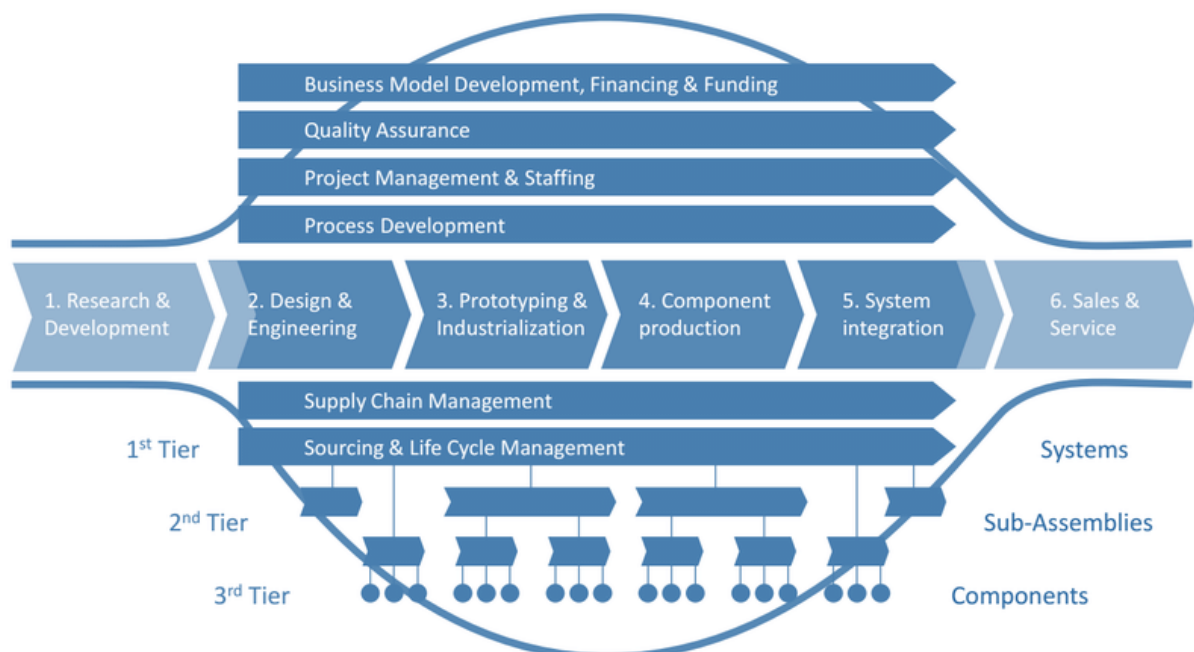 Business Model Development, Financing & Funding
Quality Assurance
Project Management & Staffing
Process Development
1. Research &
Development
2. Design &
Engineering
3. Prototyping &
Industrialization
4. Component
production
5. System
integration
6. Sales &
Service
Supply Chain Management
Sourcing & Life Cycle Management
1st Tier
Systems
2nd Tier
Sub-Assemblies
3rd Tier
Components